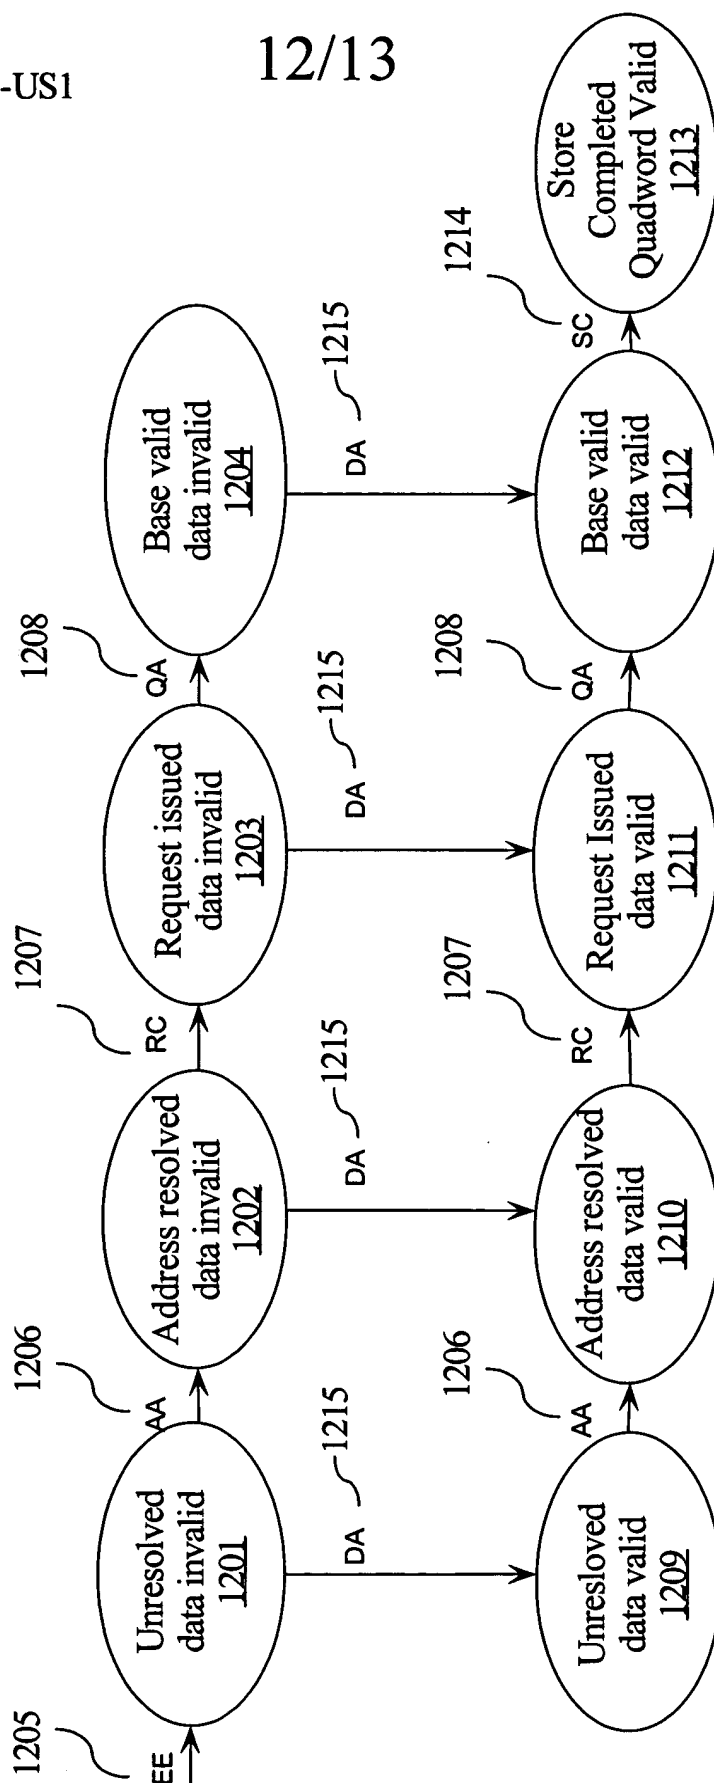 -US1
12/13
1205
EE
Unresolved
data invalid
1201
1206
AA
Address resolved
data invalid
1202
1207
RC
Request issued
data invalid
1203
1208
QA
Base valid
data invalid
1204
DA
1215
DA
1215
DA
1215
DA
1215
Unresloved
data valid
1209
1206
AA
Address resolved
data valid
1210
1207
RC
Request Issued
data valid
1211
1208
QA
Base valid
data valid
1212
1214
SC
Store
Completed
Quadword Valid
1213